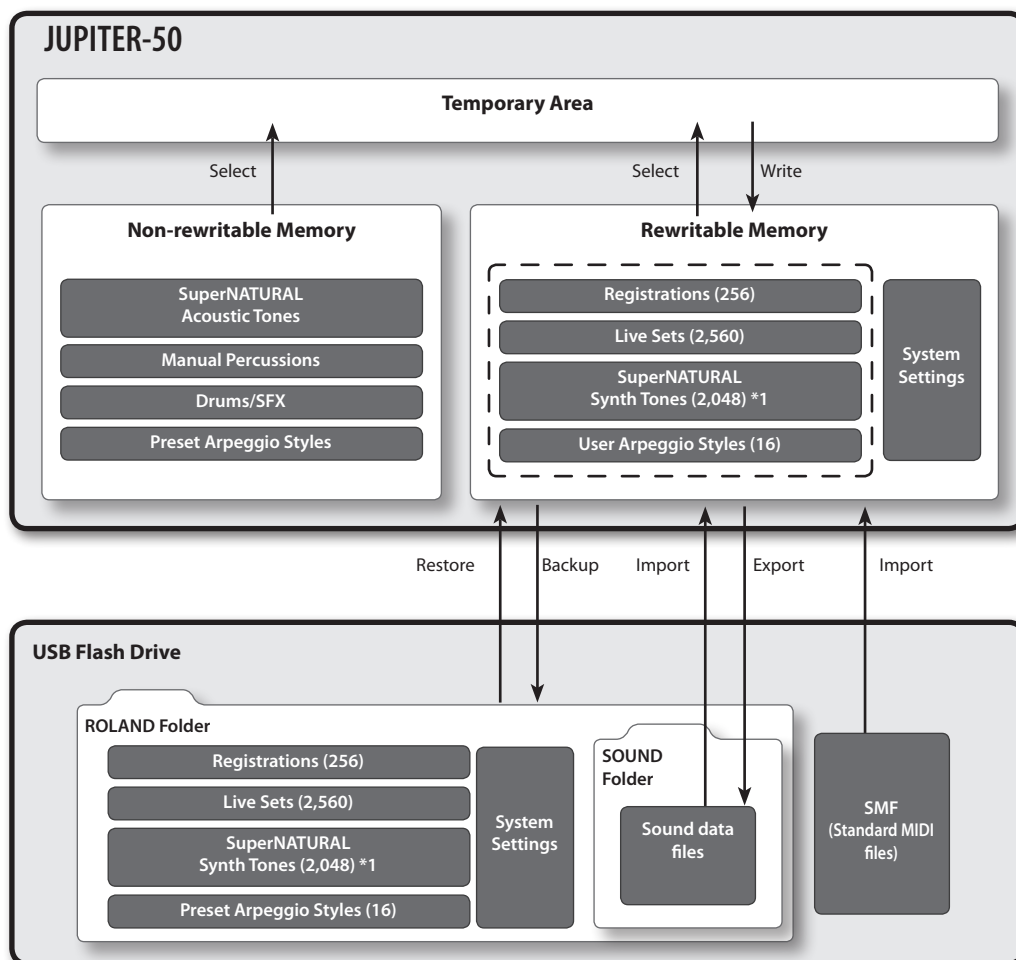 JUPITER-50
Temporary Area
Select
Select
Write
Non-rewritable Memory
SuperNATURAL
Acoustic Tones
Manual Percussions
Drums/SFX
Preset Arpeggio Styles
Rewritable Memory
Registrations (256)
Live Sets (2,560)
SuperNATURAL
Synth Tones (2,048) *1
User Arpeggio Styles (16)
System
Settings
Restore
Backup
Import
Export
Import
USB Flash Drive
ROLAND Folder
Registrations (256)
Live Sets (2,560)
SuperNATURAL
Synth Tones (2,048) *1
Preset Arpeggio Styles (16)
System
Settings
SOUND
Folder
Sound data
files
SMF
(Standard MIDI
files)